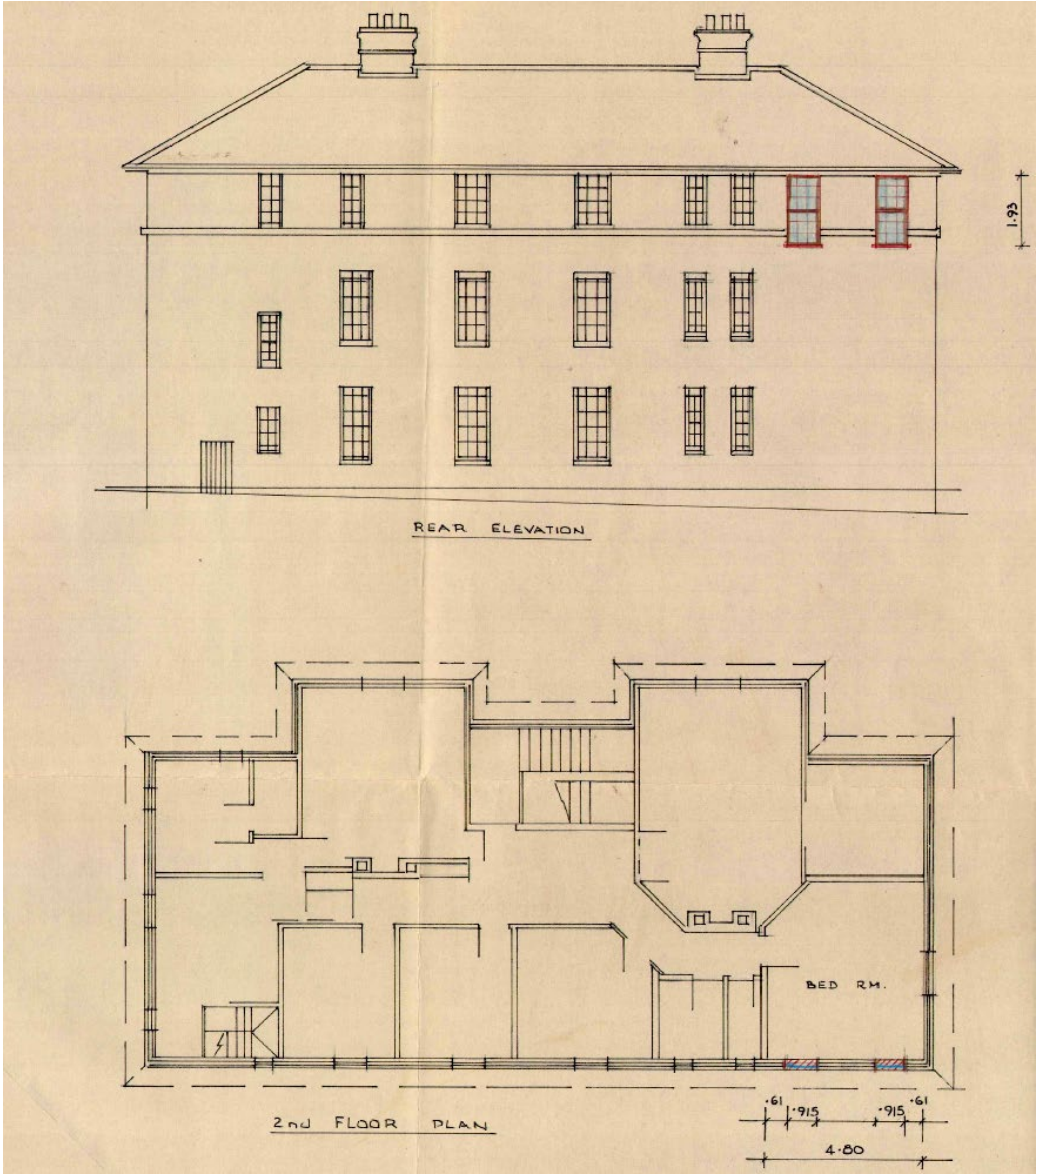 1.93
REAR ELEVATION
BED RM.
2nd FLOOR PLAN
.61 .915 .915 .61
4.80